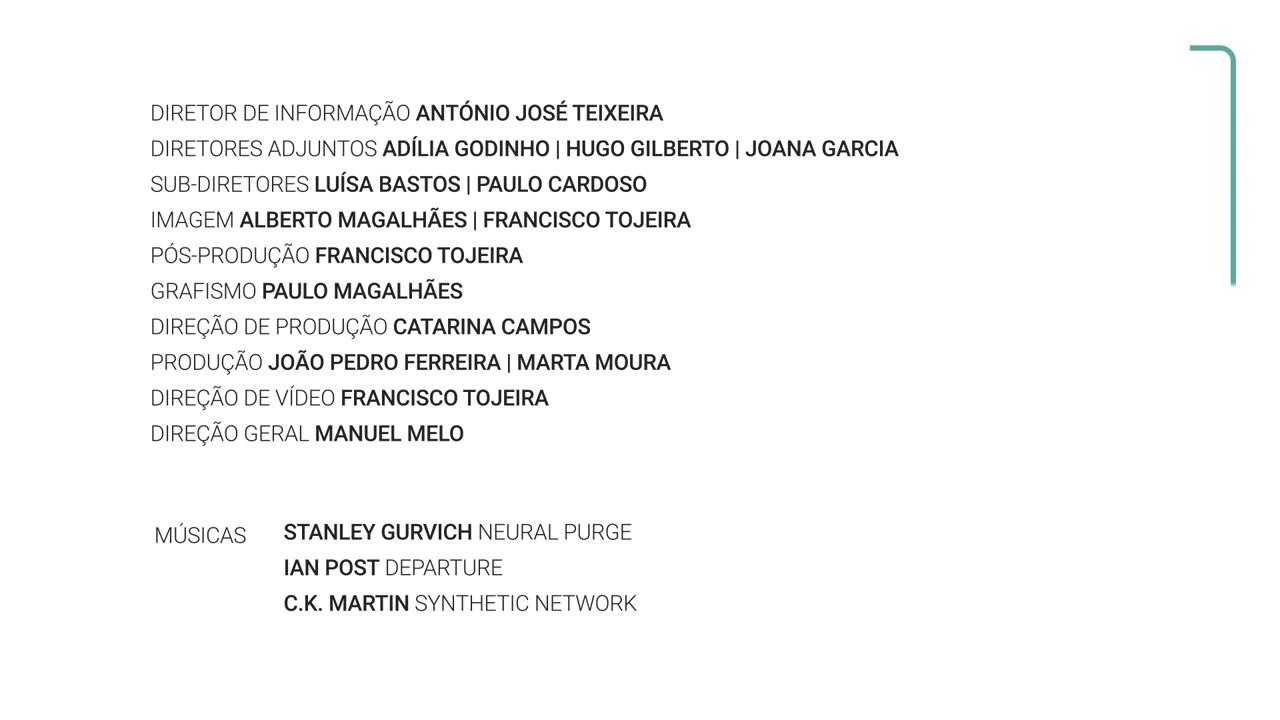 DIRETOR DE INFORMAÇÃO ANTÓNIO JOSÉ TEIXEIRA
DIRETORES ADJUNTOS ADÍLIA GODINHO | HUGO GILBERTO | JOANA GARCIA
SUB-DIRETORES LUÍSA BASTOS | PAULO CARDOSO
IMAGEM ALBERTO MAGALHÃES | FRANCISCO TOJEIRA
PÓS-PRODUÇÃO FRANCISCO TOJEIRA
GRAFISMO PAULO MAGALHÃES
DIREÇÃO DE PRODUÇÃO CATARINA CAMPOS
PRODUÇÃO JOÃO PEDRO FERREIRA | MARTA MOURA
DIREÇÃO DE VÍDEO FRANCISCO TOJEIRA
DIREÇÃO GERAL MANUEL MELO
MÚSICAS STANLEY GURVICH NEURAL PURGE
IAN POST DEPARTURE
C.K. MARTIN SYNTHETIC NETWORK